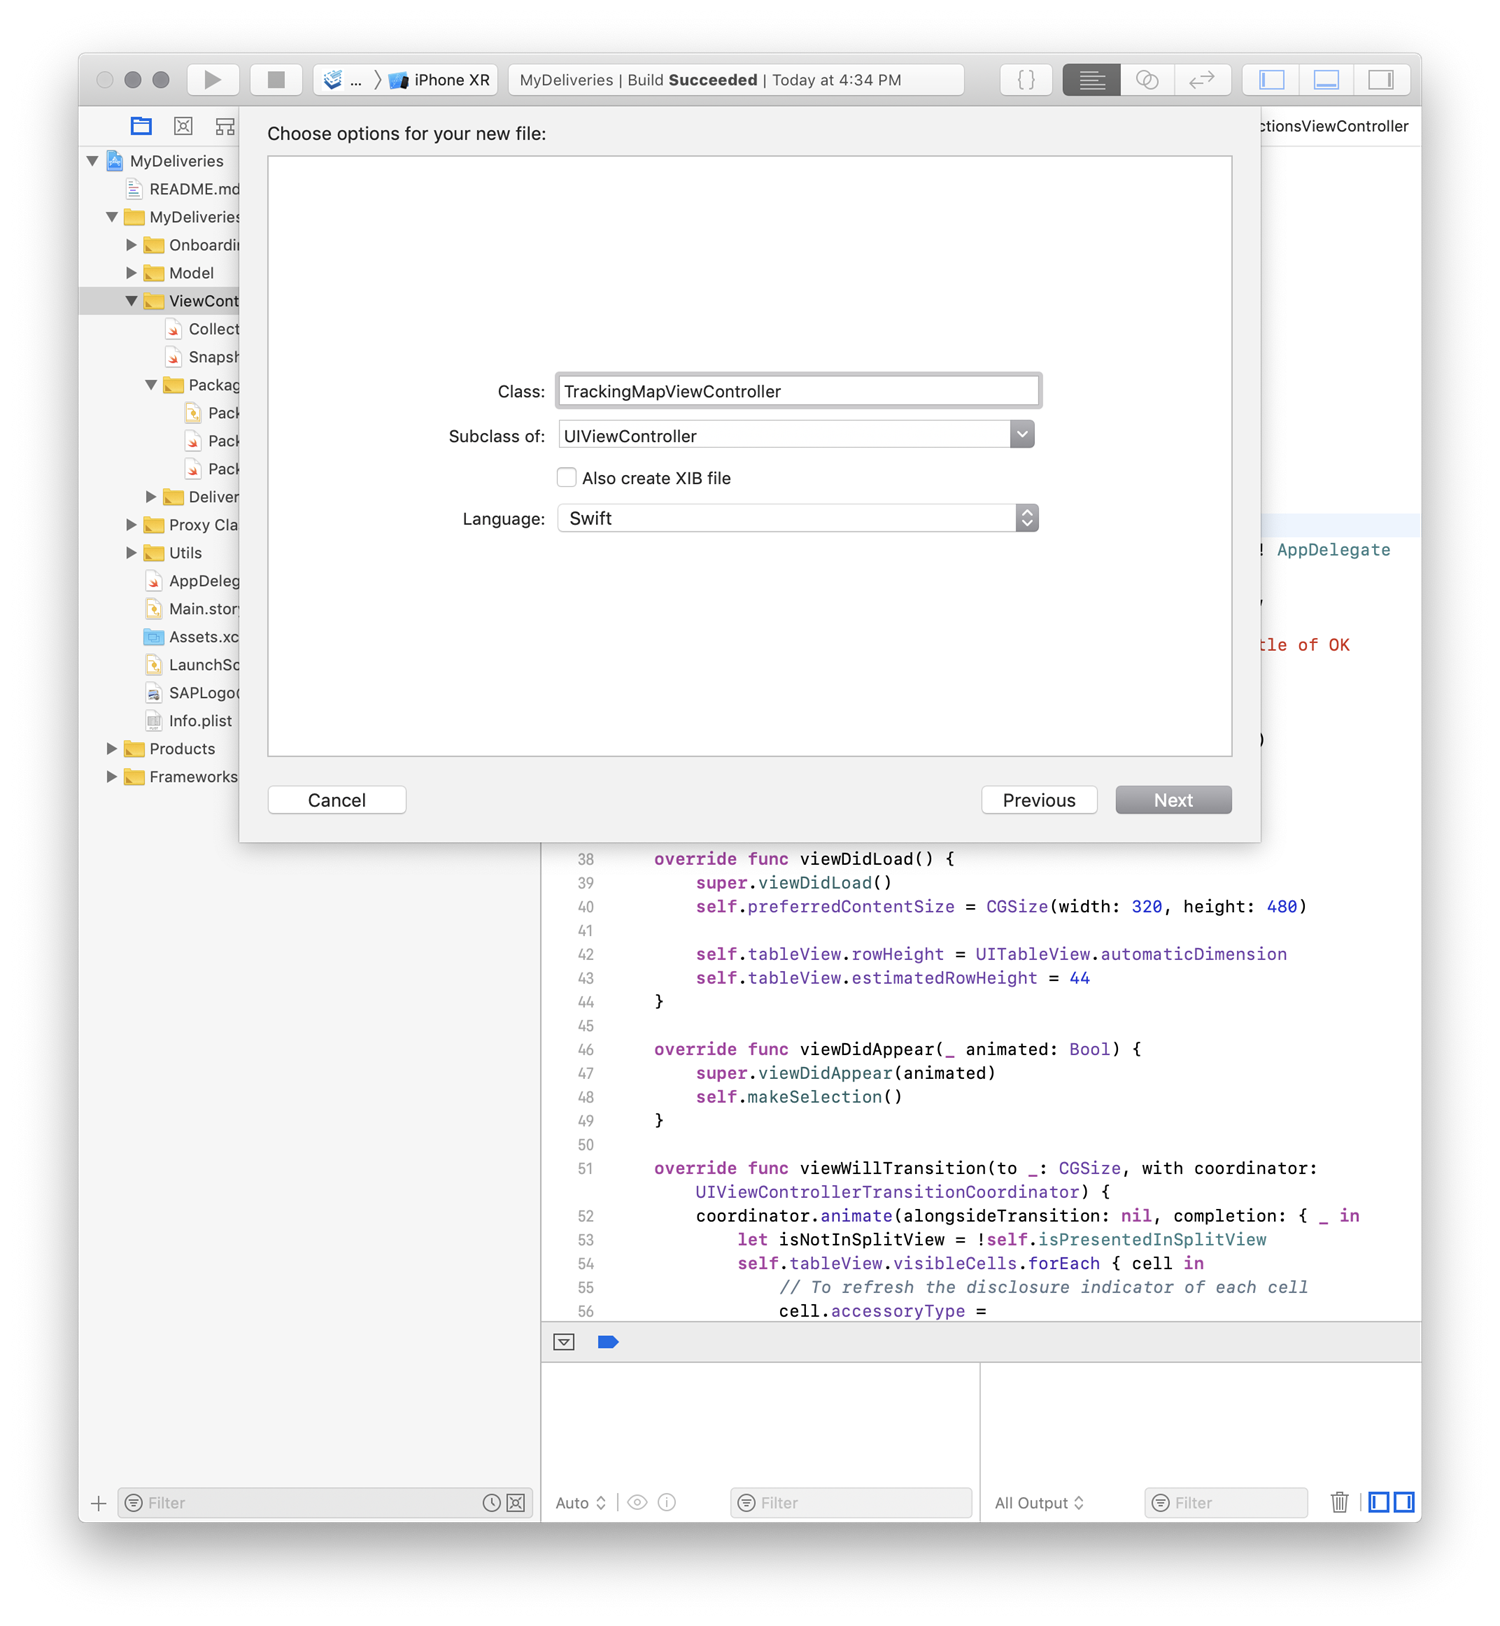 ... 〉 iPhone XR
MyDeliveries | Build Succeeded | Today at 4:34 PM
{ }
Choose options for your new file:
ctionsViewController
MyDeliveries
README.md
MyDeliveries
Onboardin
Model
ViewCont
Collect
Snapsh
Packag
Pack
Pack
Pack
Deliver
Proxy Cla
Utils
AppDeleg
Main.stor
Assets.xc
LaunchSc
SAPLogo
Info.plist
Products
Frameworks
Class: TrackingMapViewController
Subclass of: UIViewController
Also create XIB file
Language: Swift
Cancel
Previous
Next
! AppDelegate
tle of OK
)
38 override func viewDidLoad() {
39 super.viewDidLoad()
40 self.preferredContentSize = CGSize(width: 320, height: 480)
41
42 self.tableView.rowHeight = UITableView.automaticDimension
43 self.tableView.estimatedRowHeight = 44
44 }
45
46 override func viewDidAppear(_ animated: Bool) {
47 super.viewDidAppear(animated)
48 self.makeSelection()
49 }
50
51 override func viewWillTransition(to _: CGSize, with coordinator:
UIViewControllerTransitionCoordinator) {
52 coordinator.animate(alongsideTransition: nil, completion: { _ in
53 let isNotInSplitView = !self.isPresentedInSplitView
54 self.tableView.visibleCells.forEach { cell in
55 // To refresh the disclosure indicator of each cell
56 cell.accessoryType =
Filter
Auto
Filter
All Output
Filter